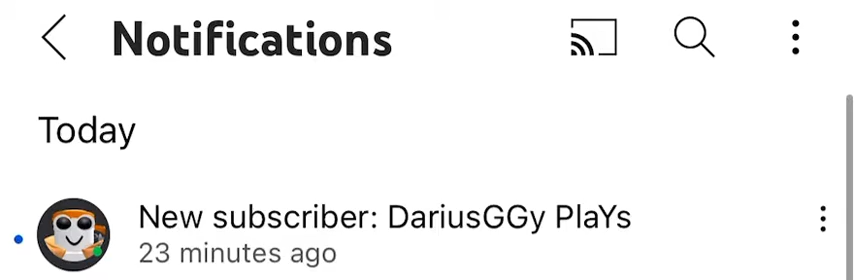 Notifications
Today
New subscriber: DariusGGy PlaYs
23 minutes ago